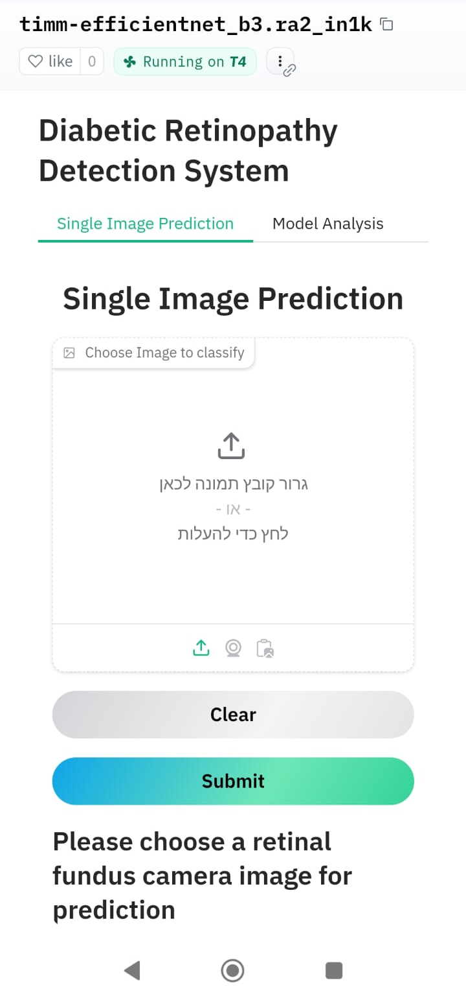 timm-efficientnet_b3.ra2_in1k
like 0 Running on T4
Diabetic Retinopathy
Detection System
Single Image Prediction Model Analysis
Single Image Prediction
Choose Image to classify
גרור קובץ תמונה לכאן
- או -
לחץ כדי להעלות
Clear
Submit
Please choose a retinal
fundus camera image for
prediction